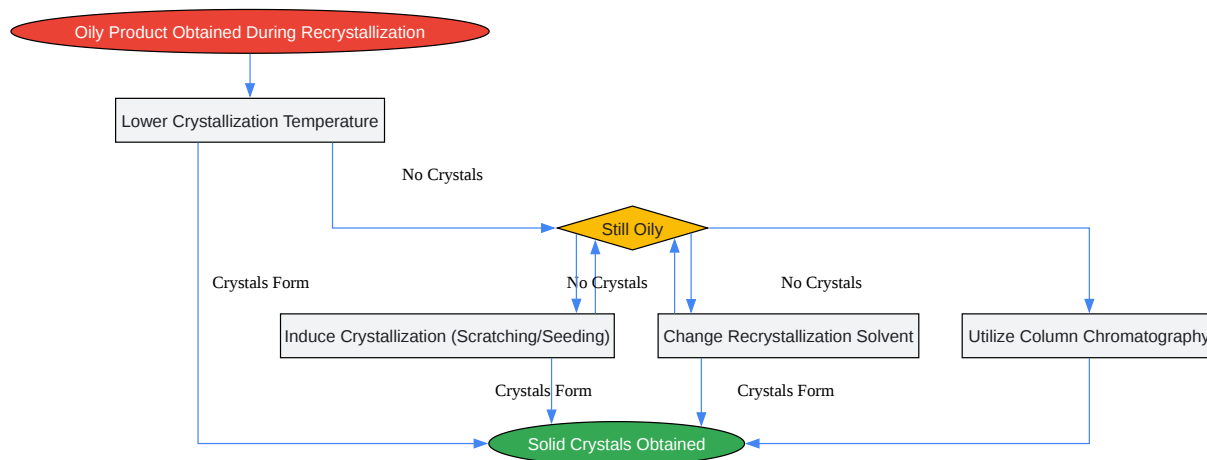 Oily Product Obtained During Recrystallization
Lower Crystallization Temperature
No Crystals
Still Oily
Crystals Form
No Crystals
No Crystals
Induce Crystallization (Scratching/Seeding)
Change Recrystallization Solvent
Utilize Column Chromatography
Crystals Form
Crystals Form
Solid Crystals Obtained